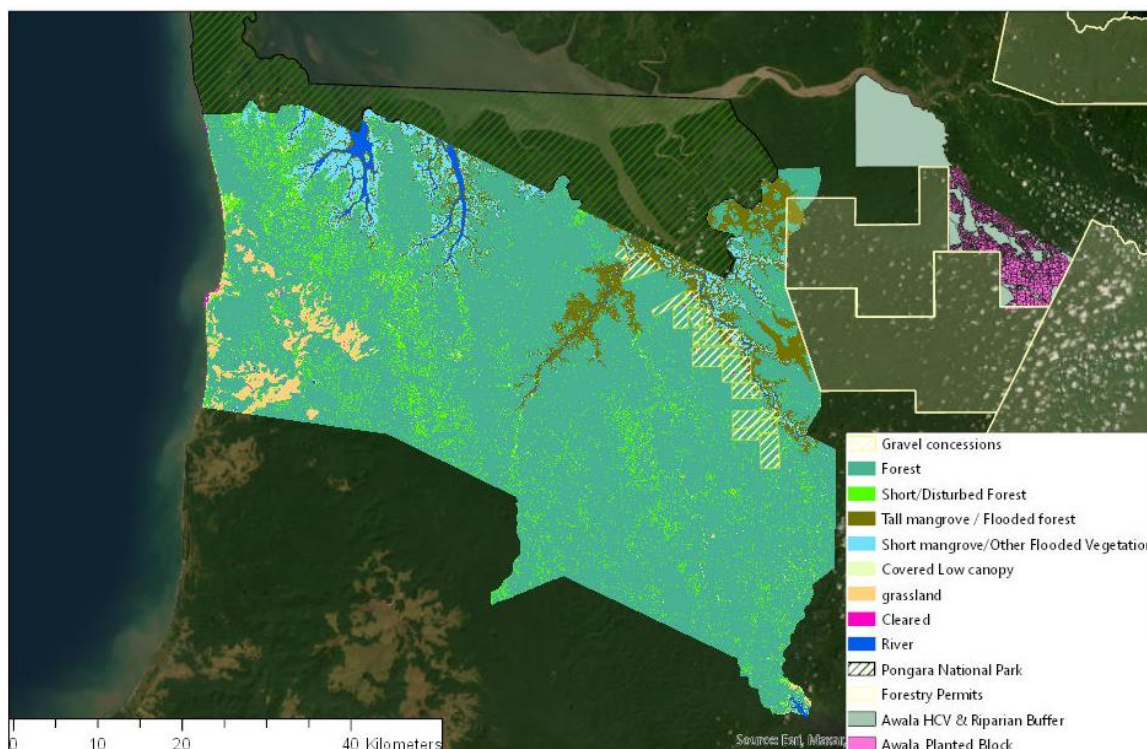 Gravel concessions
Forest
Short/Disturbed Forest
Tall mangrove / Flooded forest
Short mangrove/Other Flooded Vegetation
Covered Low canopy
grassland
Cleared
River
Pongara National Park
Forestry Permits
Awala HCV & Riparian Buffer
Awala Planted Block
0 10 20 40 Kilometers
Source: Esri, Maxar,